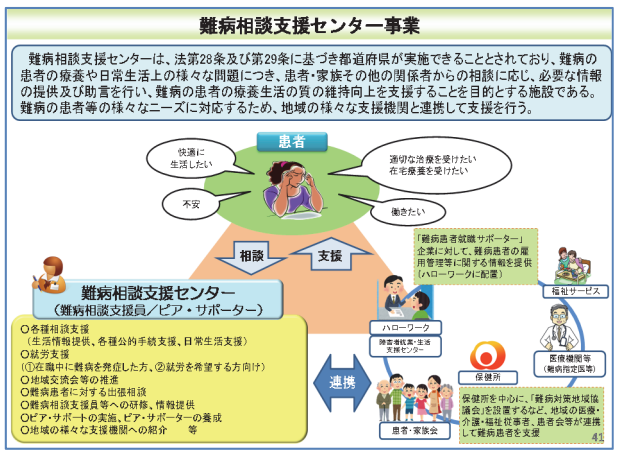 難病相談支援センター事業
難病相談支援センターは、法第28条及び第29条に基づき都道府県が実施できることとされており、難病の
患者の療養や日常生活上の様々な問題につき、患者・家族その他の関係者からの相談に応じ、必要な情報
の提供及び助言を行い、難病の患者の療養生活の質の維持向上を支援することを目的とする施設である。
難病の患者等の様々なニーズに対応するため、地域の様々な支援機関と連携して支援を行う。
患者
快適に
生活したい
適切な治療を受けたい
在宅療養を受けたい
不安
働きたい
相談
支援
「難病患者就職サポーター」
企業に対して、難病患者の雇
用管理等に関する情報を提供
(ハローワークに配置)
福祉サービス
難病相談支援センター
(難病相談支援員/ピア・サポーター)
ハローワーク
障害者就業・生活
支援センター
医療機関等
(難病指定医等)
保健所
○各種相談支援
(生活情報提供、各種公的手続支援、日常生活支援)
○就労支援
(①在職中に難病を発症した方、②就労を希望する方向け)
○地域交流会等の推進
○難病患者に対する出張相談
○難病相談支援員等への研修、情報提供
○ピア・サポートの実施、ピア・サポーターの養成
○地域の様々な支援機関への紹介　等
連携
患者・家族会
保健所を中心に、「難病対策地域協
議会」を設置するなど、地域の医療・
介護・福祉従事者、患者会等が連携
して難病患者を支援
41